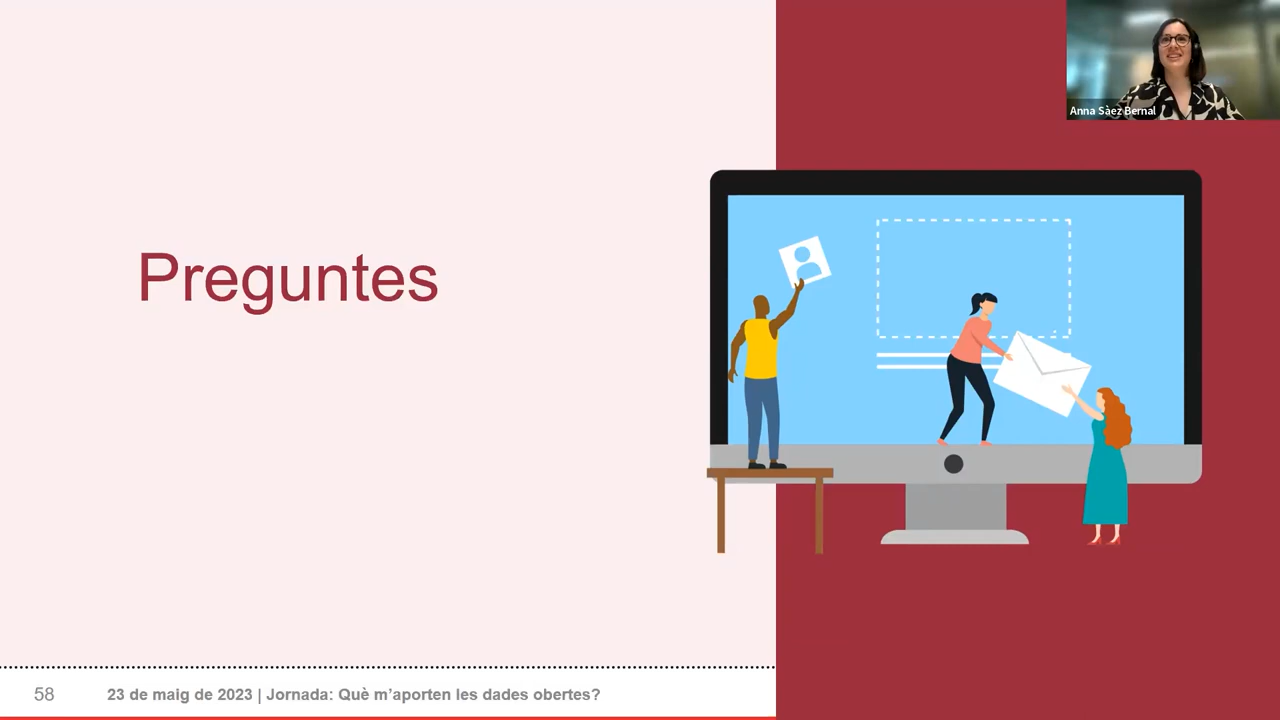 Anna Sàez Bernal
Preguntes
58
23 de maig de 2023 | Jornada: Què m’aporten les dades obertes?